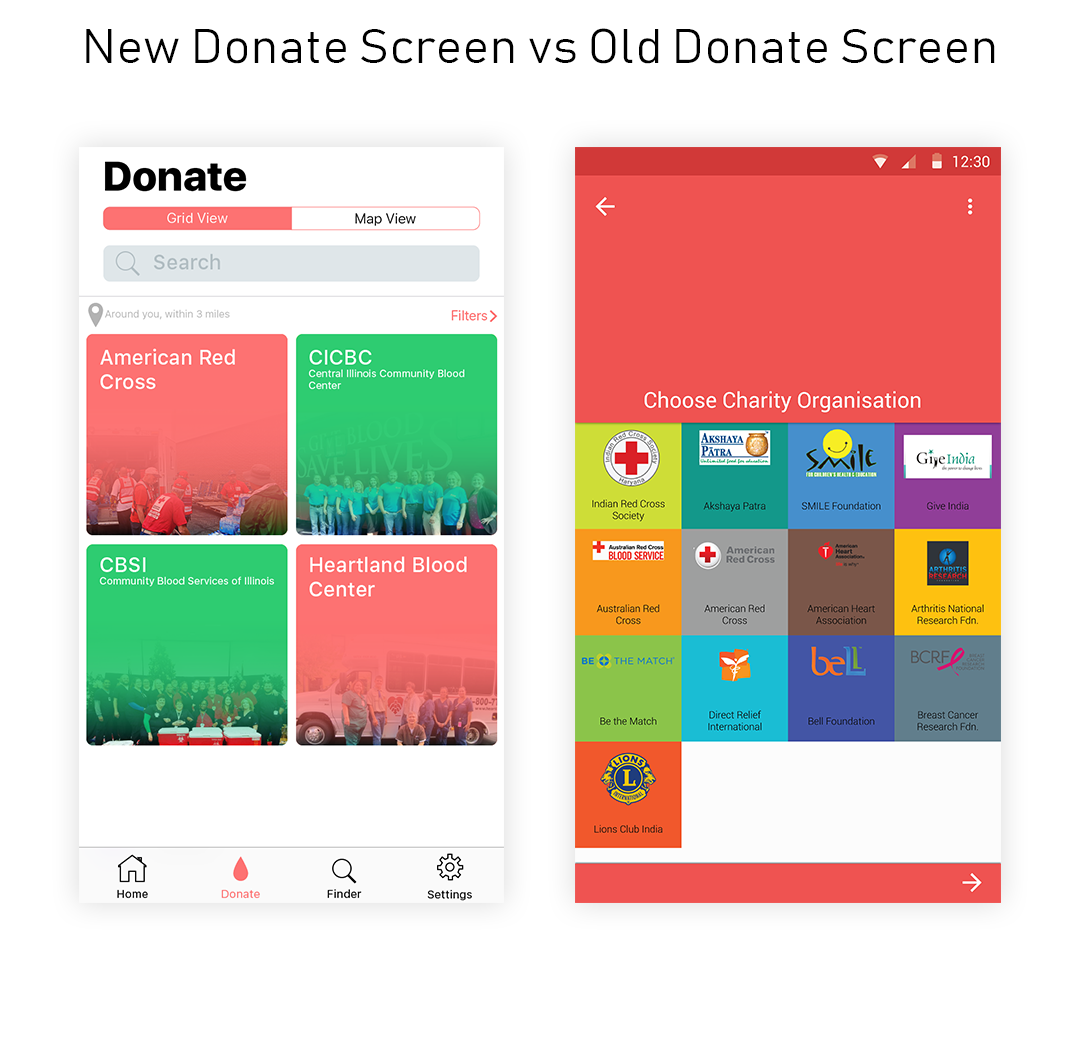 New Donate Screen vs Old Donate Screen
Donate
Grid View
Map View
Search
Around you, within 3 miles
Filters
American Red
Cross
CICBC
Central Illinois Community Blood
Center
CBSI
Community Blood Services of Illinois
Heartland Blood
Center
Home
Donate
Finder
Settings
12:30
Choose Charity Organisation
Indian Red Cross Society
Haryana
Indian Red Cross
Society
AKSHAYA
PATRA
Unlimited food for education
Akshaya Patra
SMILE
FOR CHILDREN'S HEALTH & EDUCATION
SMILE Foundation
Give India
the power to change lives
Give India
Australian Red Cross
BLOOD SERVICE
Australian Red
Cross
American
Red Cross
American Red
Cross
American
Heart
Association
American Heart
Association
ARTHRITIS
RESEARCH
Arthritis National
Research Fdn.
BE THE MATCH
Be the Match
Direct Relief
International
bell
Bell Foundation
BCRF
BREAST
CANCER
RESEARCH
FOUNDATION
Breast Cancer
Research Fdn.
LIONS
L
INTERNATIONAL
Lions Club India